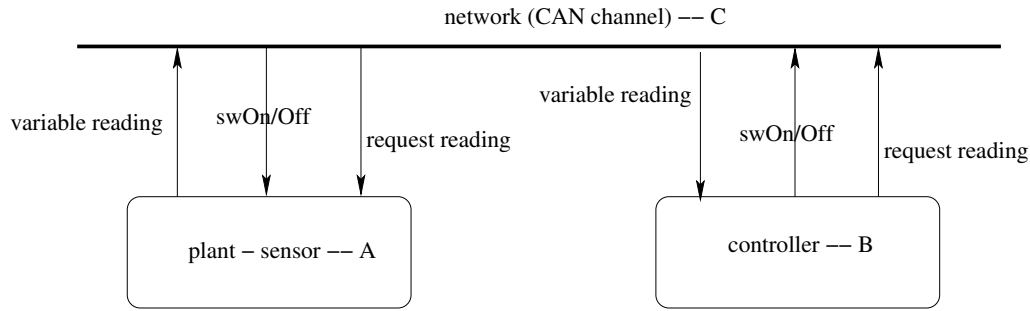 network (CAN channel) –– C
variable reading
swOn/Off
request reading
variable reading
swOn/Off
request reading
plant – sensor –– A
controller –– B